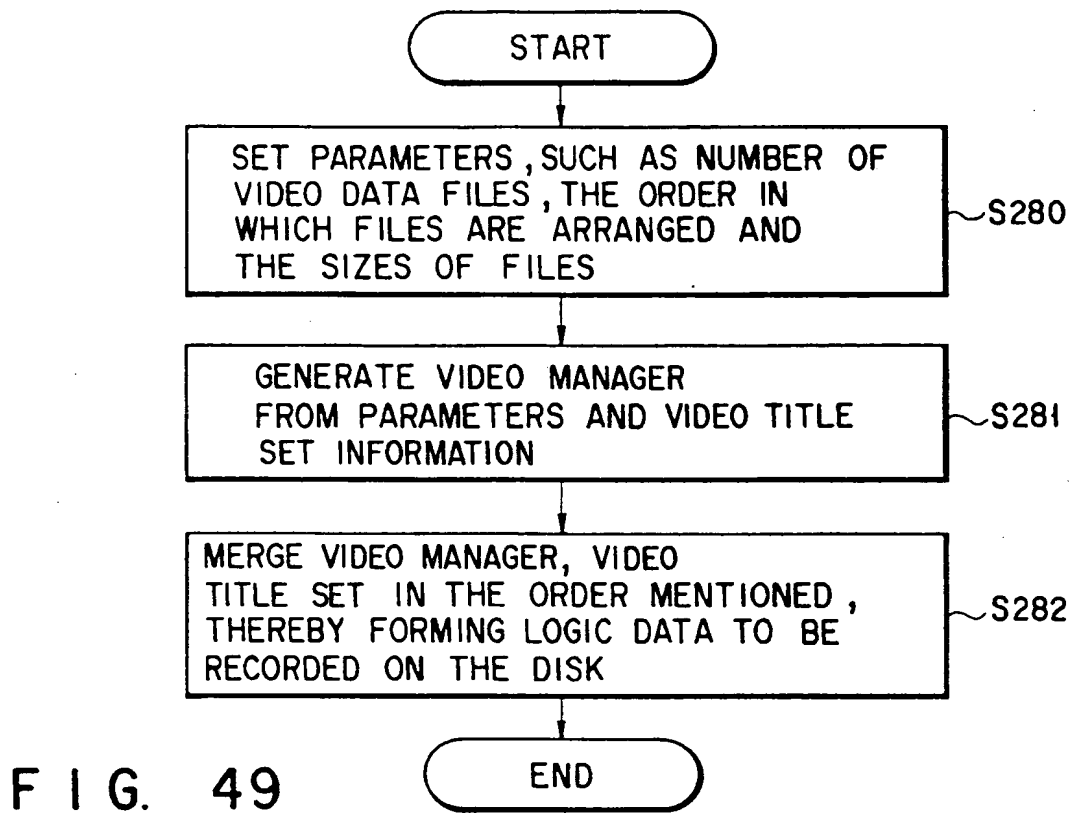 START
SET PARAMETERS, SUCH AS NUMBER OF
VIDEO DATA FILES, THE ORDER IN
WHICH FILES ARE ARRANGED AND
THE SIZES OF FILES
S280
GENERATE VIDEO MANAGER
FROM PARAMETERS AND VIDEO TITLE
SET INFORMATION
S281
MERGE VIDEO MANAGER, VIDEO
TITLE SET IN THE ORDER MENTIONED,
THEREBY FORMING LOGIC DATA TO BE
RECORDED ON THE DISK
S282
END
FIG. 49